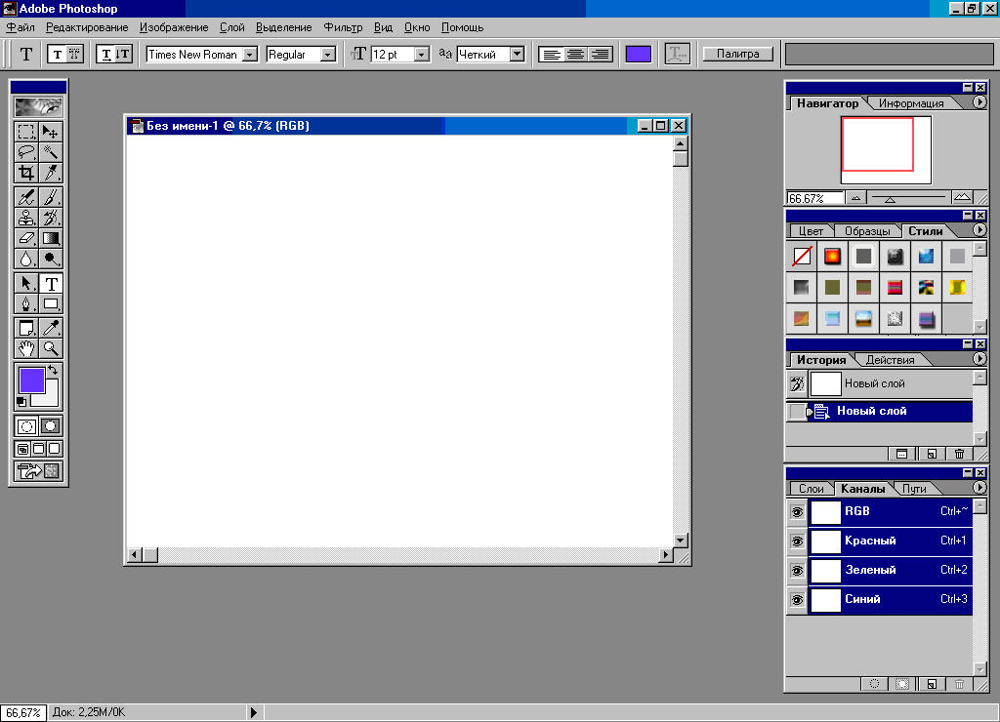 Adobe Photoshop
Файл Редактирование Изображение Слой Выделение Фильтр Вид Окно Помощь
T T T T Times New Roman Regular T 12 pt aa Четкий T Палитра
Без имени-1 @ 66,7% (RGB)
T
Навигатор Информация
66.67%
Цвет Образцы Стили
История Действия
Новый слой
Новый слой
Слои Каналы Пути
RGB Ctrl+~
Красный Ctrl+1
Зеленый Ctrl+2
Синий Ctrl+3
66,67% Док: 2,25M/0K